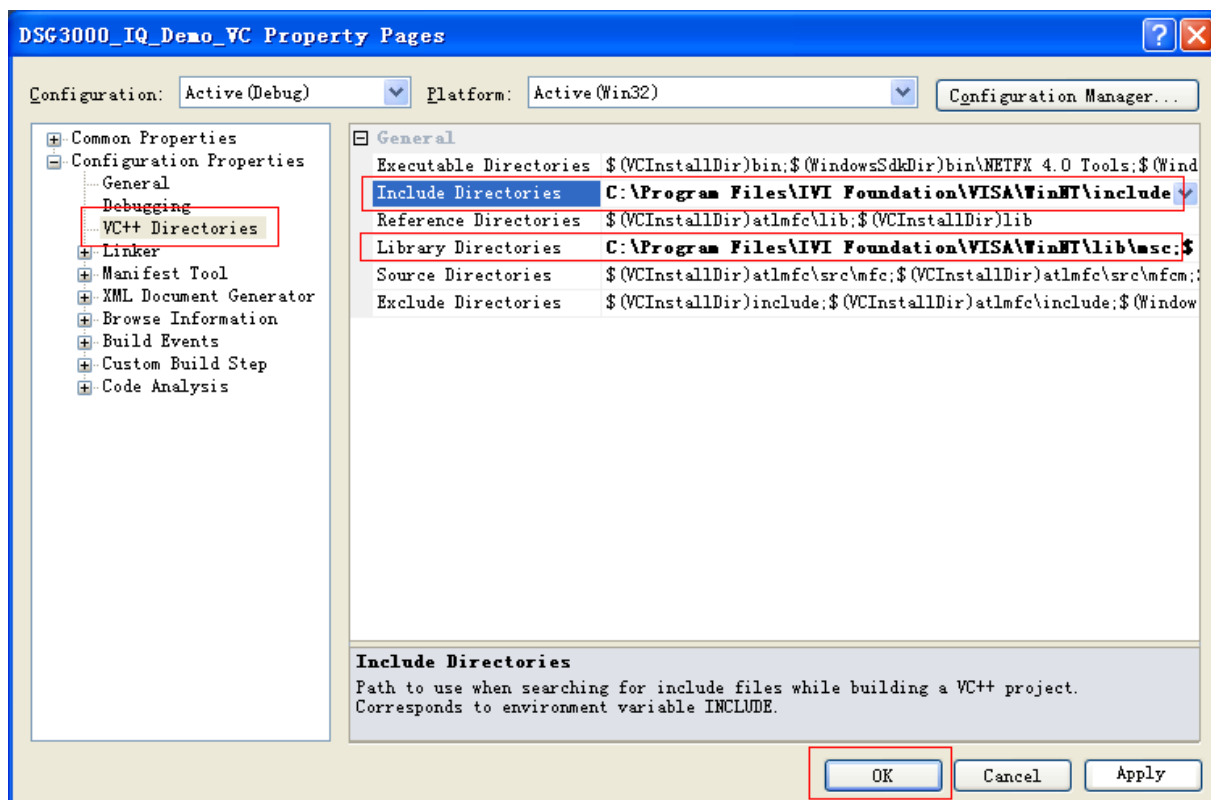 DSG3000_IQ_Demo_VC Property Pages
Configuration: Active(Debug) Platform: Active(Win32) Configuration Manager...
Common Properties
Configuration Properties
General
Debugging
VC++ Directories
Linker
Manifest Tool
XML Document Generator
Browse Information
Build Events
Custom Build Step
Code Analysis
General
Executable Directories $(VCInstallDir)bin;$(WindowsSdkDir)bin\NETFX 4.0 Tools;$(Wind
Include Directories C:\Program Files\IVI Foundation\VISA\WinNT\include
Reference Directories $(VCInstallDir)atlmfc\lib;$(VCInstallDir)lib
Library Directories C:\Program Files\IVI Foundation\VISA\WinNT\lib\msc;$
Source Directories $(VCInstallDir)atlmfc\src\mfc;$(VCInstallDir)atlmfc\src\mfcm;
Exclude Directories $(VCInstallDir)include;$(VCInstallDir)atlmfc\include;$(Window
Include Directories
Path to use when searching for include files while building a VC++ project.
Corresponds to environment variable INCLUDE.
OK Cancel Apply